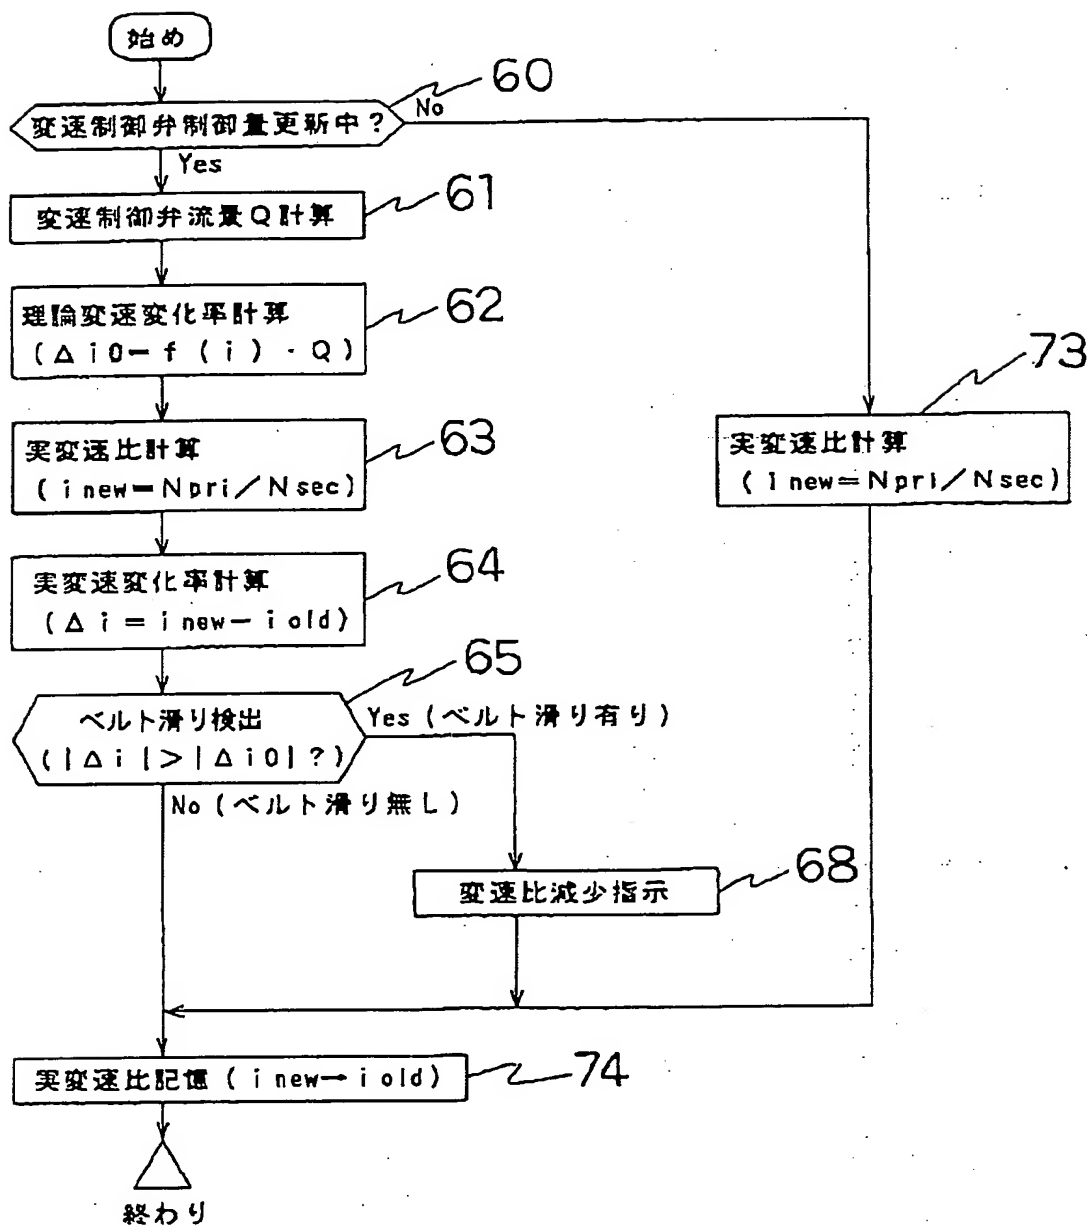 始め
60
変速制御弁制御量更新中?
No
Yes
変速制御弁流量Q計算
61
理論変速変化率計算
(Δi0=f(i)・Q)
62
実変速比計算
(inew=Npri/Nsec)
63
実変速比計算
(inew=Npri/Nsec)
73
実変速変化率計算
(Δi=inew-iold)
64
ベルト滑り検出
(|Δi|>|Δi0|?)
65
Yes(ベルト滑り有り)
No(ベルト滑り無し)
変速比減少指示
68
実変速比記憶(inew→iold)
74
終わり